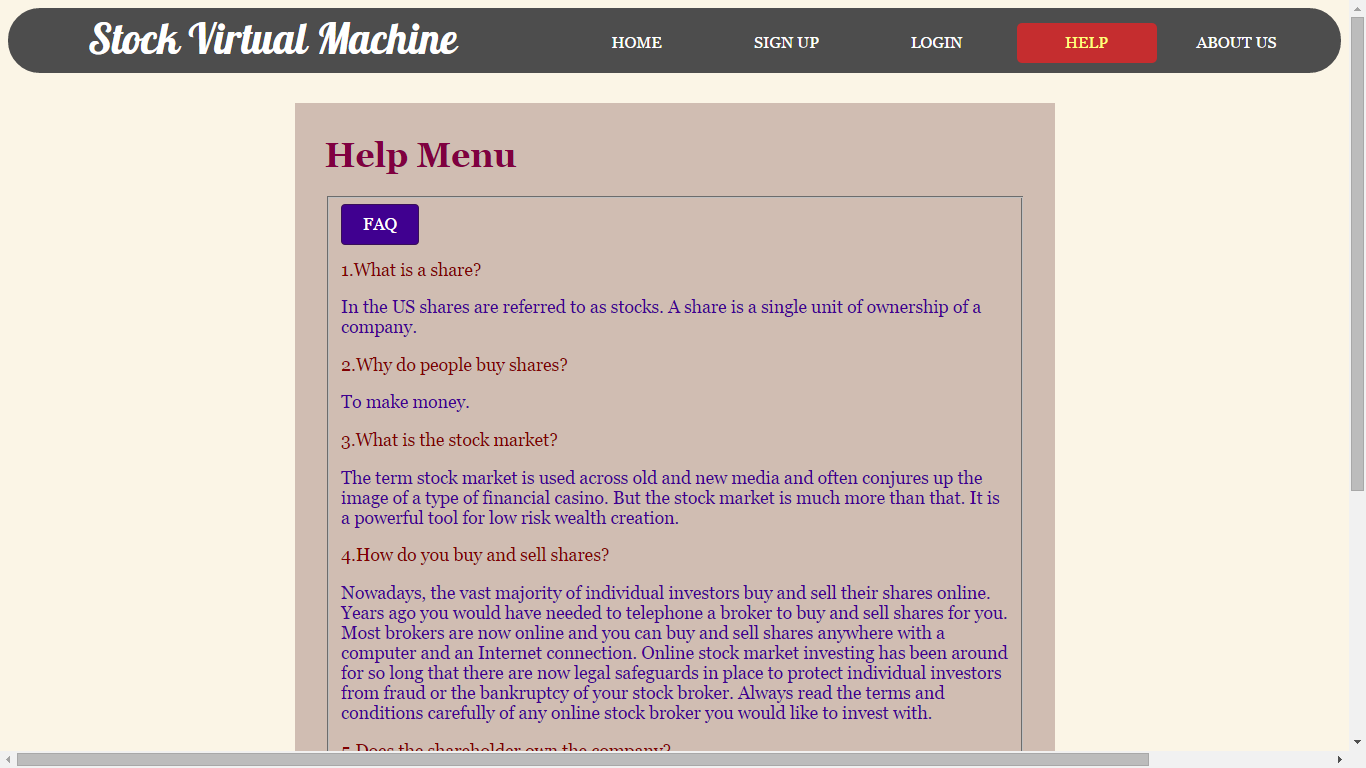 Stock Virtual Machine
HOME
SIGN UP
LOGIN
HELP
ABOUT US
Help Menu
FAQ
1.What is a share?
In the US shares are referred to as stocks. A share is a single unit of ownership of a
company.
2.Why do people buy shares?
To make money.
3.What is the stock market?
The term stock market is used across old and new media and often conjures up the
image of a type of financial casino. But the stock market is much more than that. It is
a powerful tool for low risk wealth creation.
4.How do you buy and sell shares?
Nowadays, the vast majority of individual investors buy and sell their shares online.
Years ago you would have needed to telephone a broker to buy and sell shares for you.
Most brokers are now online and you can buy and sell shares anywhere with a
computer and an Internet connection. Online stock market investing has been around
for so long that there are now legal safeguards in place to protect individual investors
from fraud or the bankruptcy of your stock broker. Always read the terms and
conditions carefully of any online stock broker you would like to invest with.
5.Does the shareholder own the company?